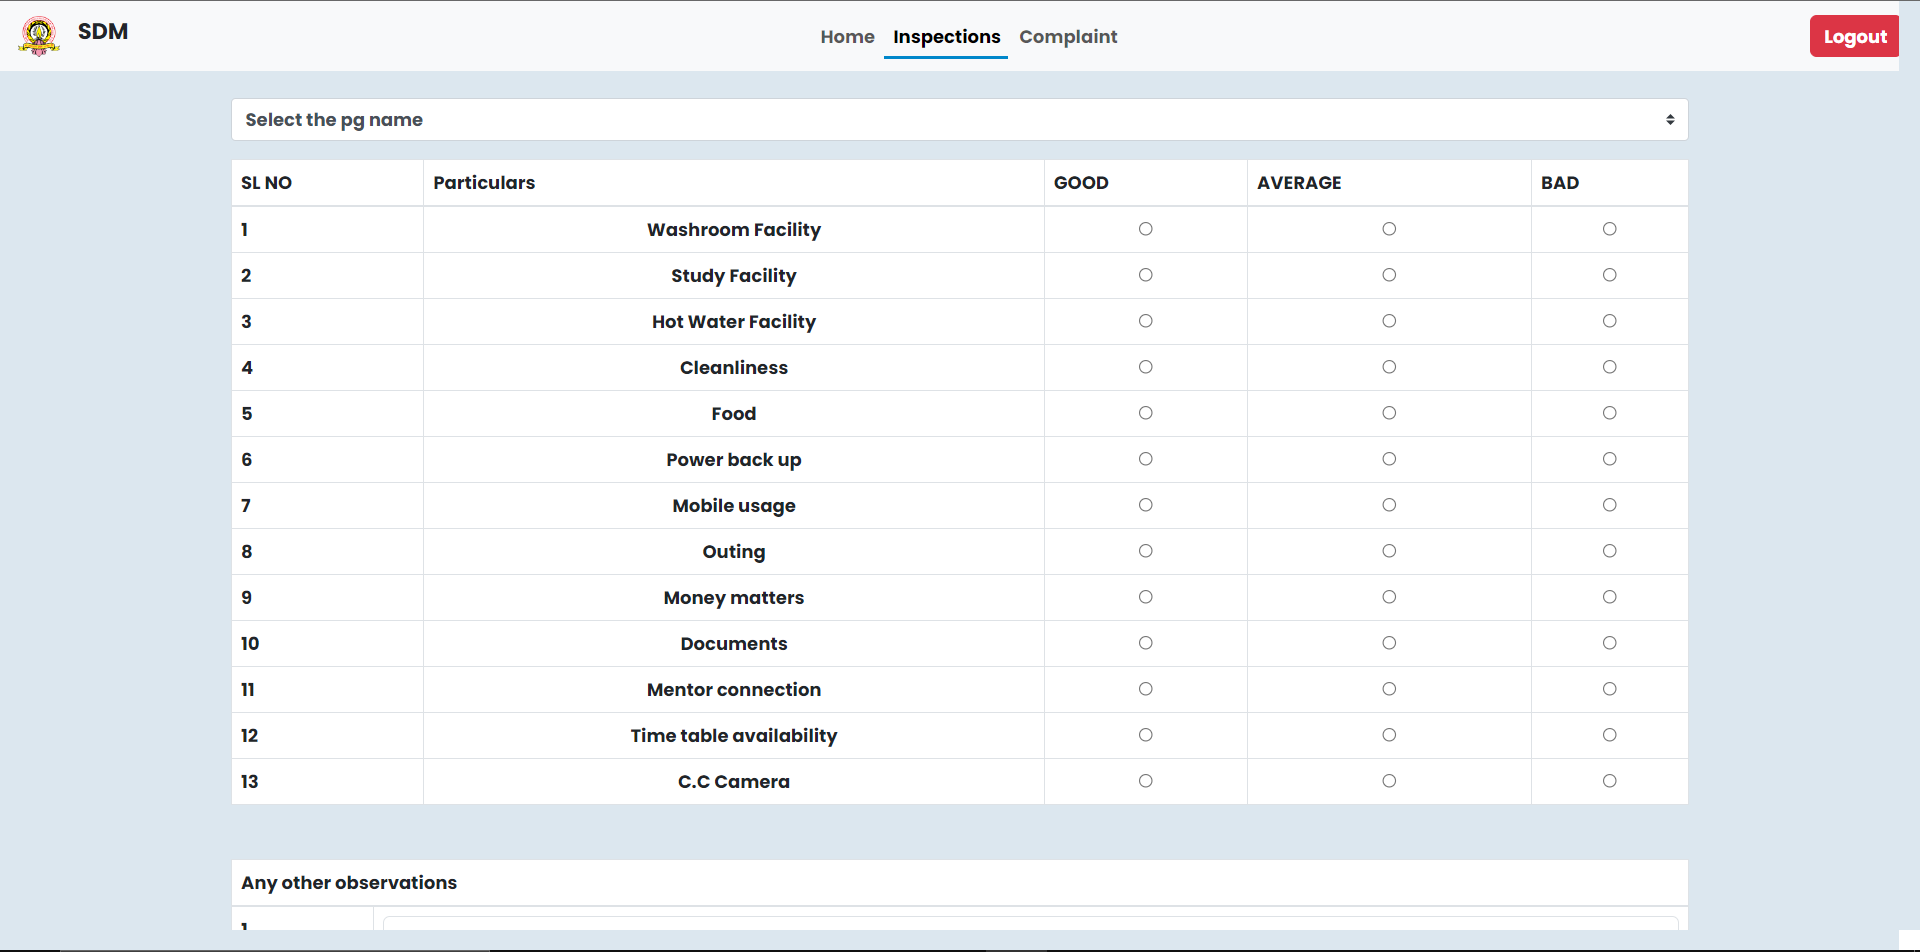 SDM
Home Inspections Complaint
Logout
Select the pg name
SL NO Particulars GOOD AVERAGE BAD
1 Washroom Facility
2 Study Facility
3 Hot Water Facility
4 Cleanliness
5 Food
6 Power back up
7 Mobile usage
8 Outing
9 Money matters
10 Documents
11 Mentor connection
12 Time table availability
13 C.C Camera
Any other observations
1